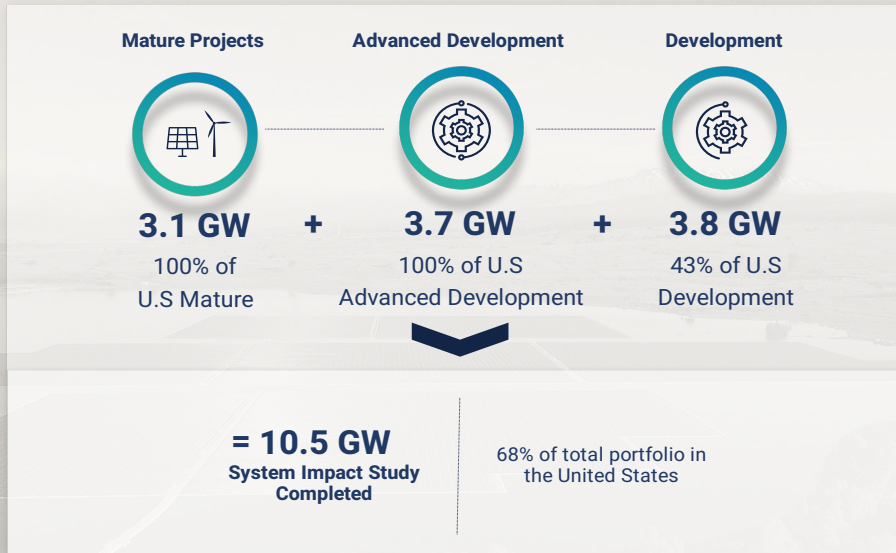 Mature Projects
Advanced Development
Development
3.1 GW
+
3.7 GW
+
3.8 GW
100% of
U.S Mature
100% of U.S
Advanced Development
43% of U.S
Development
= 10.5 GW
System Impact Study
Completed
68% of total portfolio in
the United States